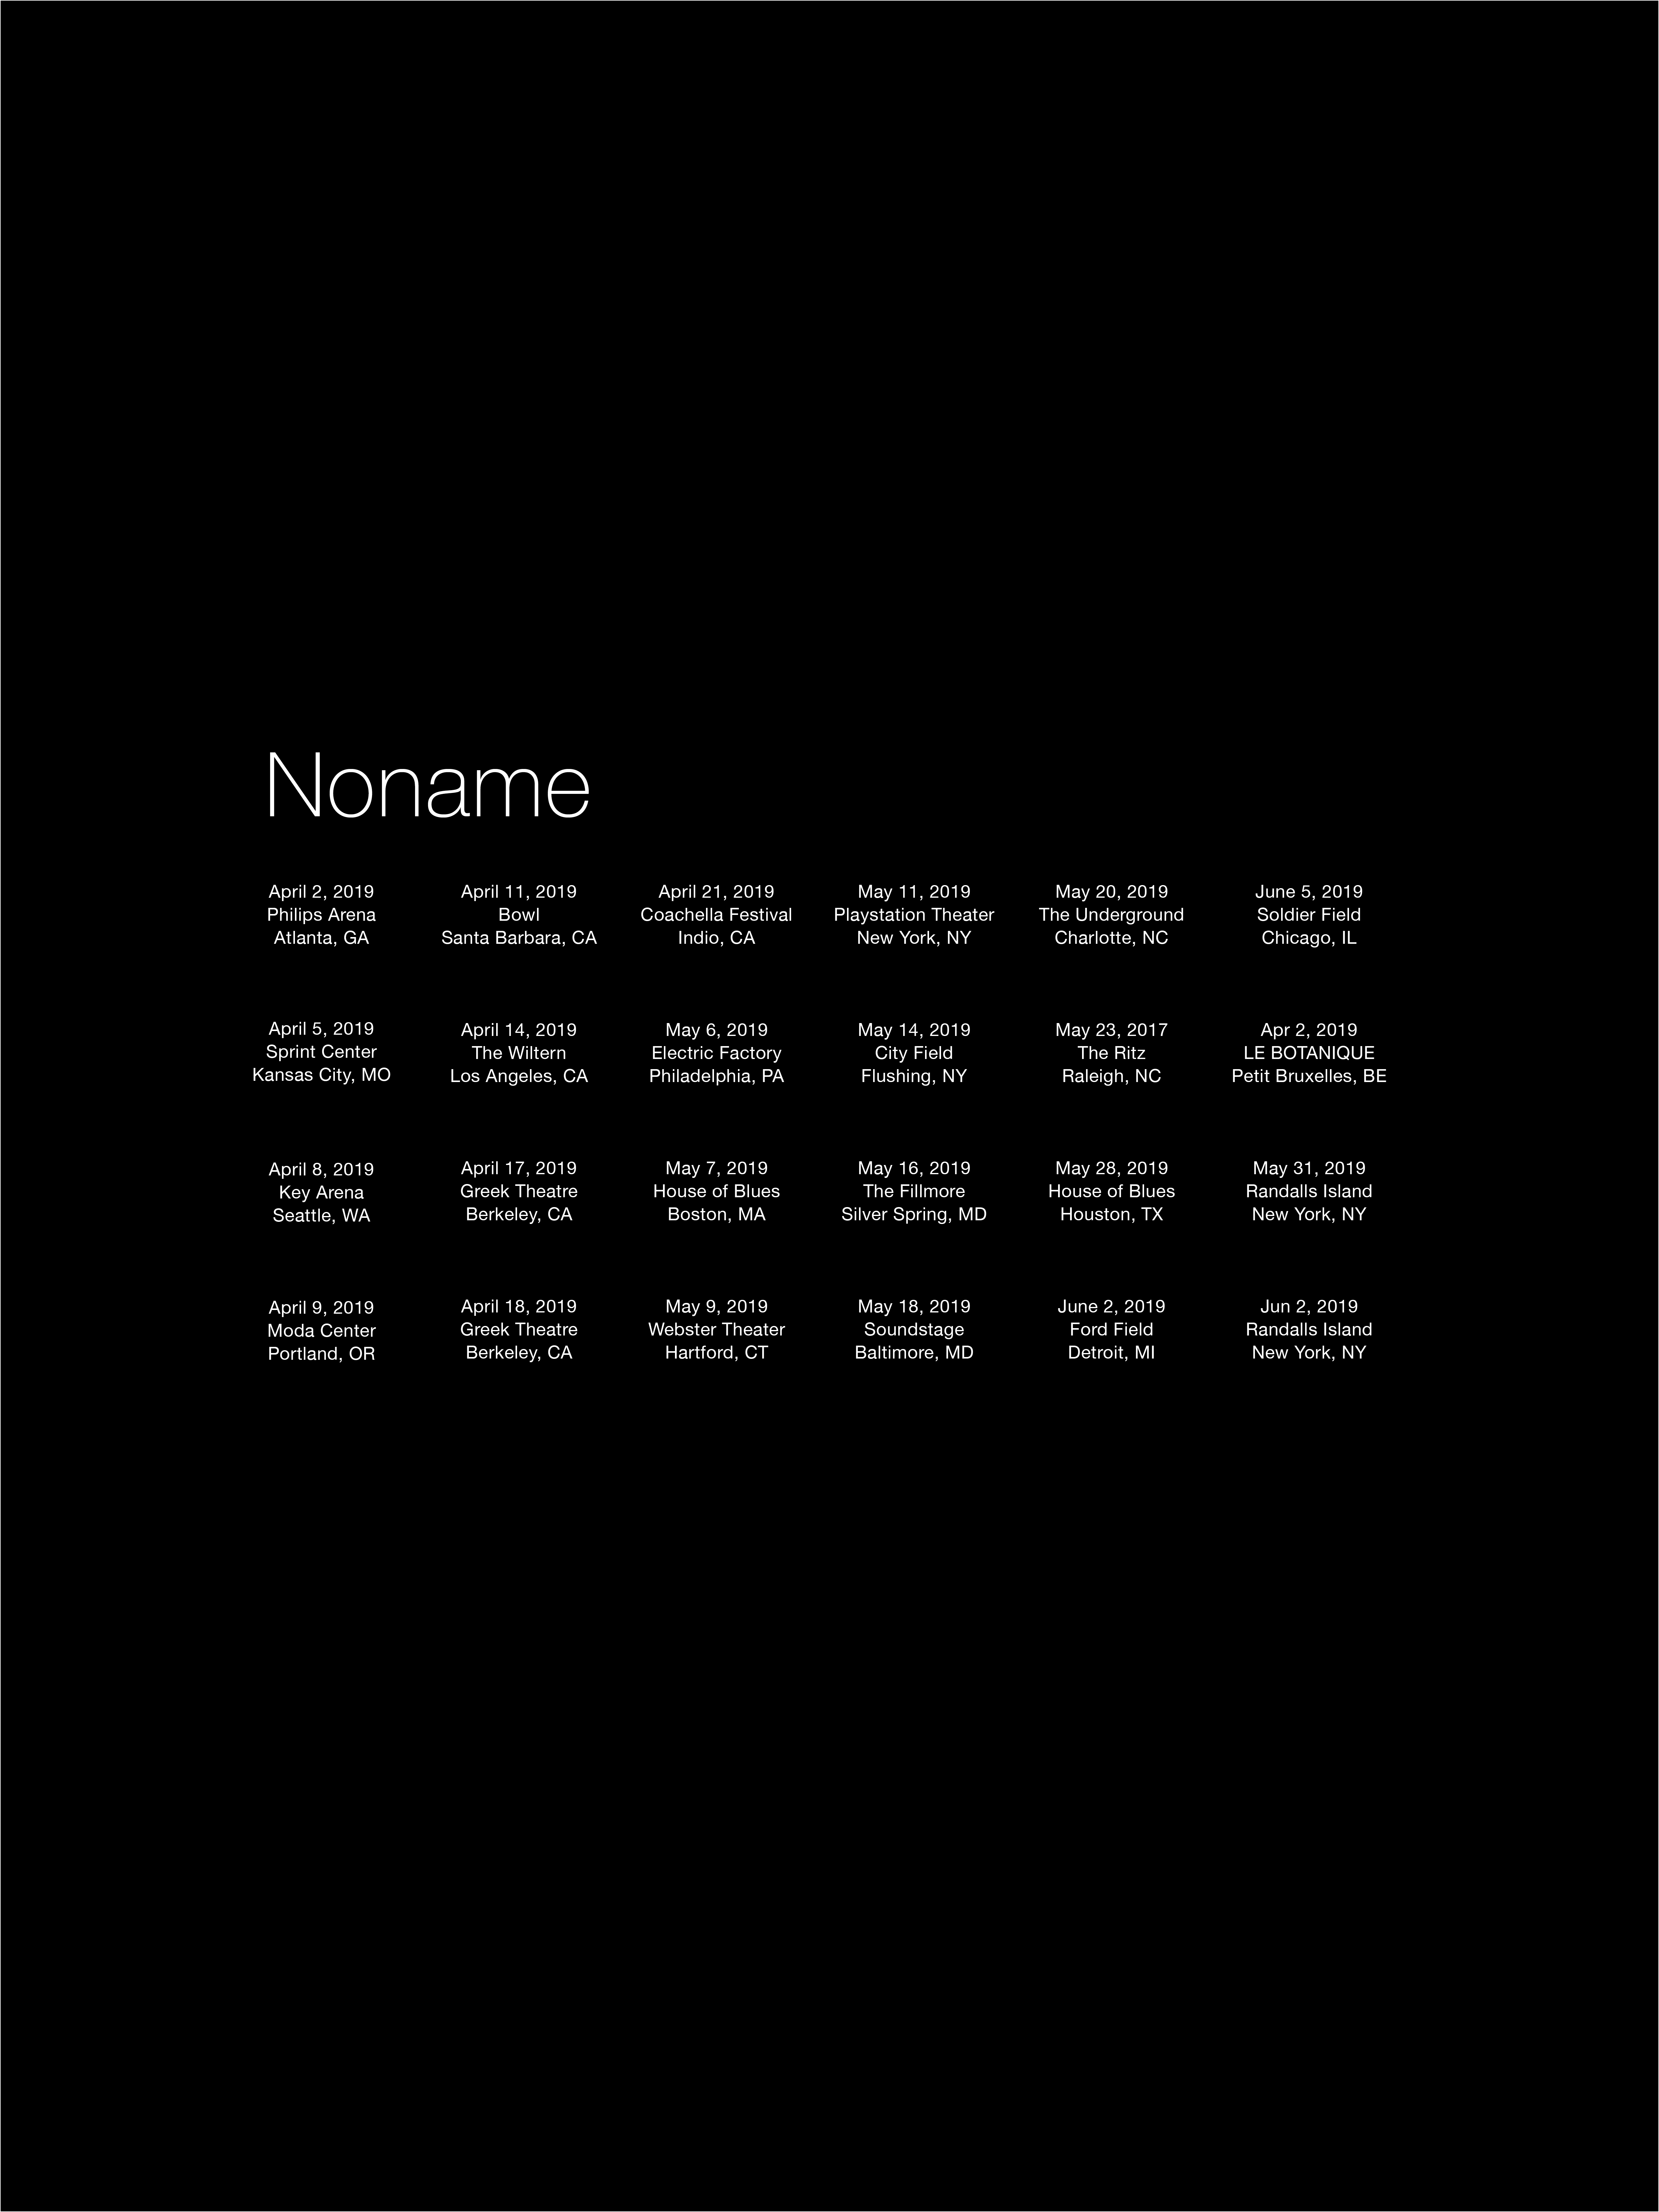 Noname
April 2, 2019
Philips Arena
Atlanta, GA
April 5, 2019
Sprint Center
Kansas City, MO
April 8, 2019
Key Arena
Seattle, WA
April 9, 2019
Moda Center
Portland, OR
April 11, 2019
Bowl
Santa Barbara, CA
April 14, 2019
The Wiltern
Los Angeles, CA
April 17, 2019
Greek Theatre
Berkeley, CA
April 18, 2019
Greek Theatre
Berkeley, CA
April 21, 2019
Coachella Festival
Indio, CA
May 6, 2019
Electric Factory
Philadelphia, PA
May 7, 2019
House of Blues
Boston, MA
May 9, 2019
Webster Theater
Hartford, CT
May 11, 2019
Playstation Theater
New York, NY
May 14, 2019
City Field
Flushing, NY
May 16, 2019
The Fillmore
Silver Spring, MD
May 18, 2019
Soundstage
Baltimore, MD
May 20, 2019
The Underground
Charlotte, NC
May 23, 2017
The Ritz
Raleigh, NC
May 28, 2019
House of Blues
Houston, TX
June 2, 2019
Ford Field
Detroit, MI
June 5, 2019
Soldier Field
Chicago, IL
Apr 2, 2019
LE BOTANIQUE
Petit Bruxelles, BE
May 31, 2019
Randalls Island
New York, NY
Jun 2, 2019
Randalls Island
New York, NY